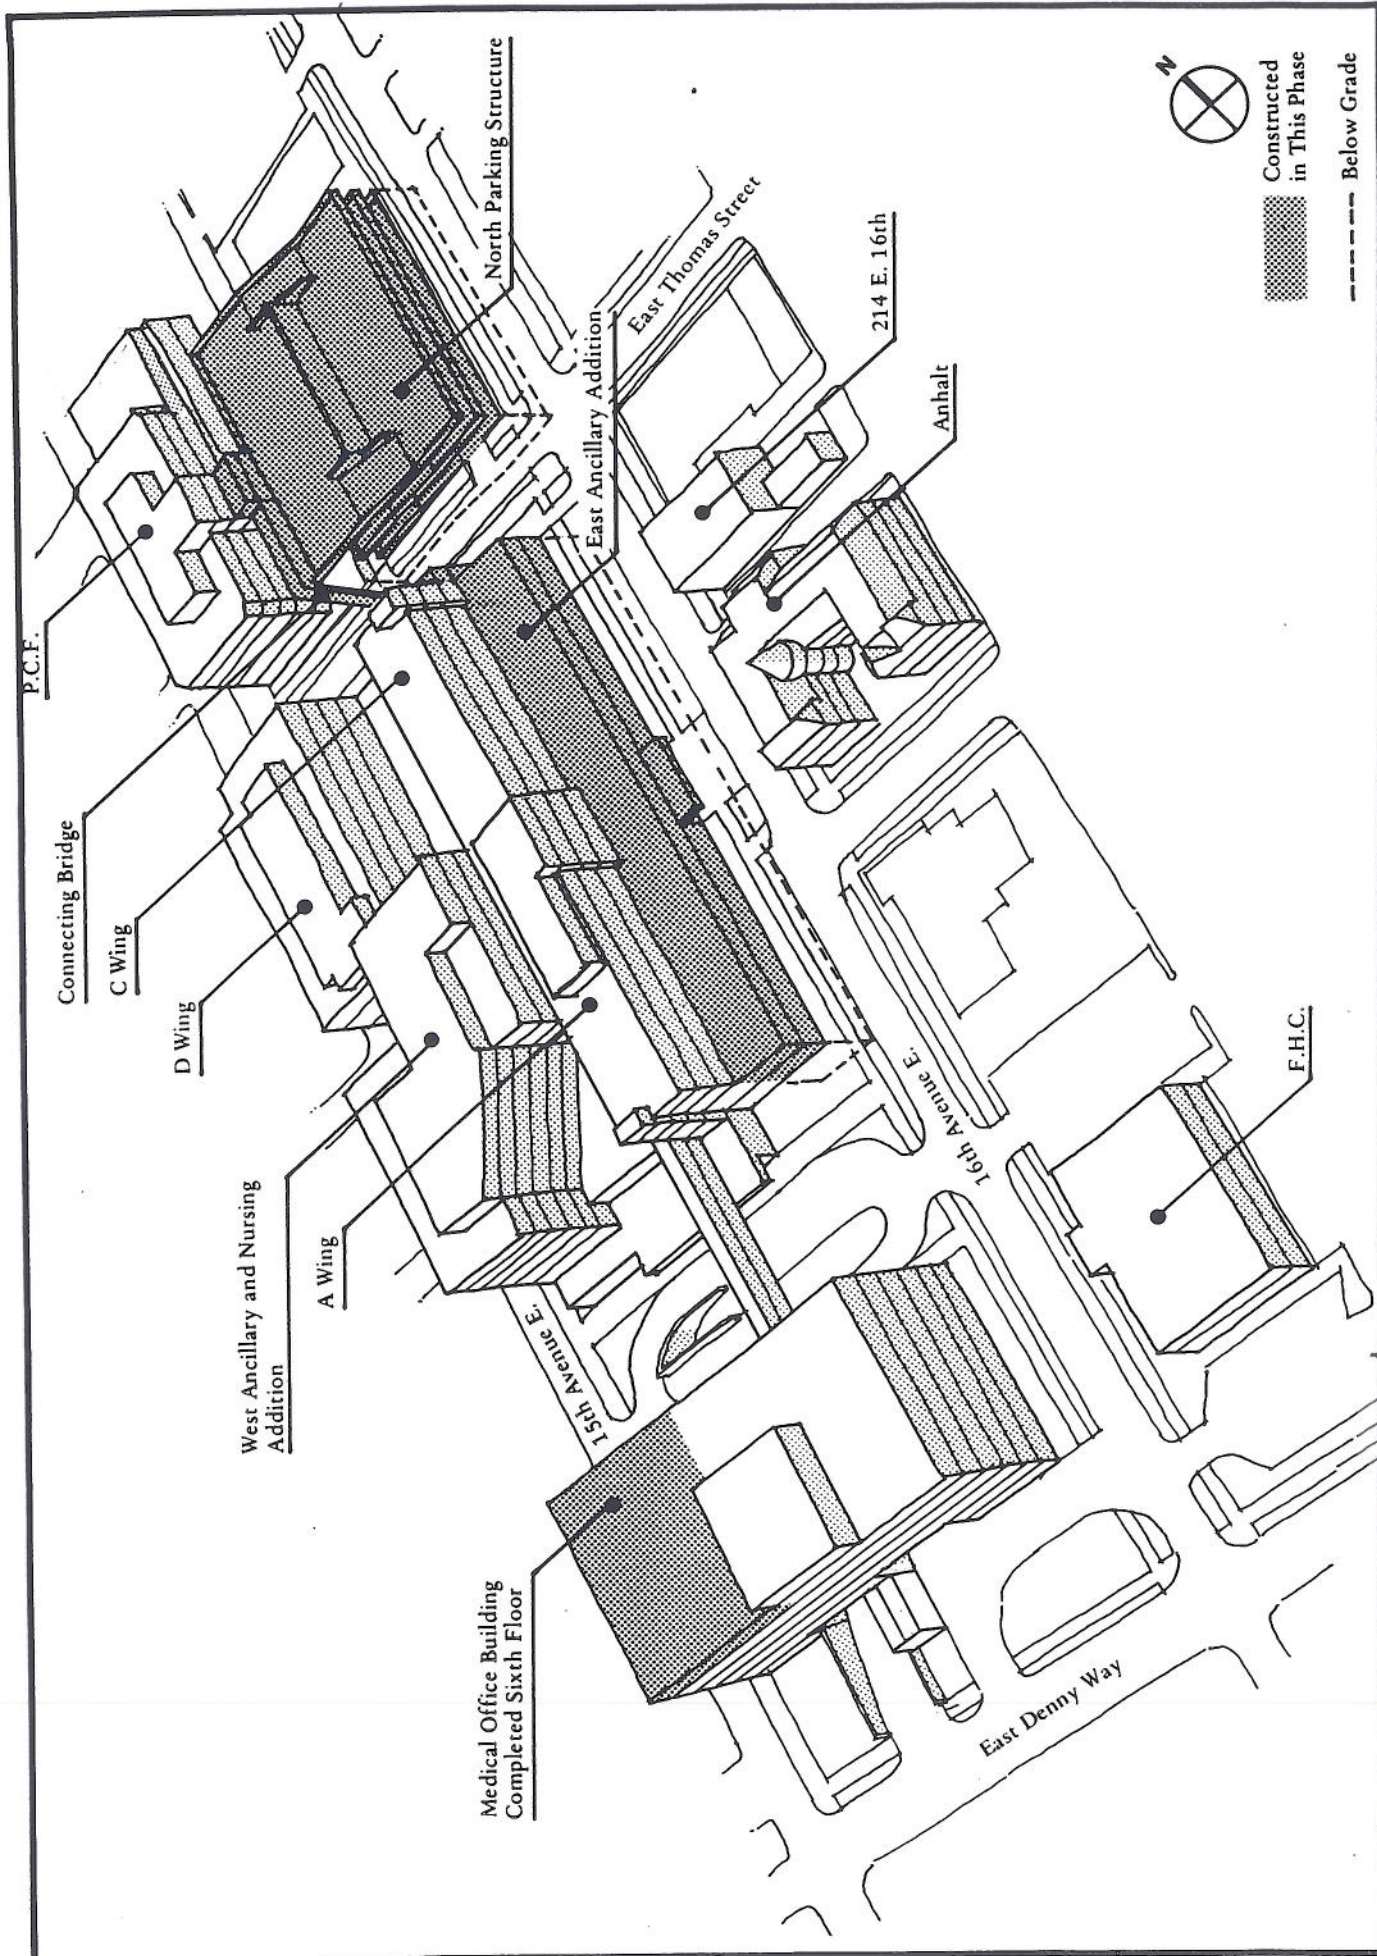 P.C.F.
Connecting Bridge
C Wing
D Wing
West Ancillary and Nursing
Addition
A Wing
Medical Office Building
Completed Sixth Floor
North Parking Structure
East Ancillary Addition
East Thomas Street
214 E. 16th
Anhalt
15th Avenue E.
16th Avenue E.
F.H.C.
East Denny Way
N
Constructed
in This Phase
Below Grade